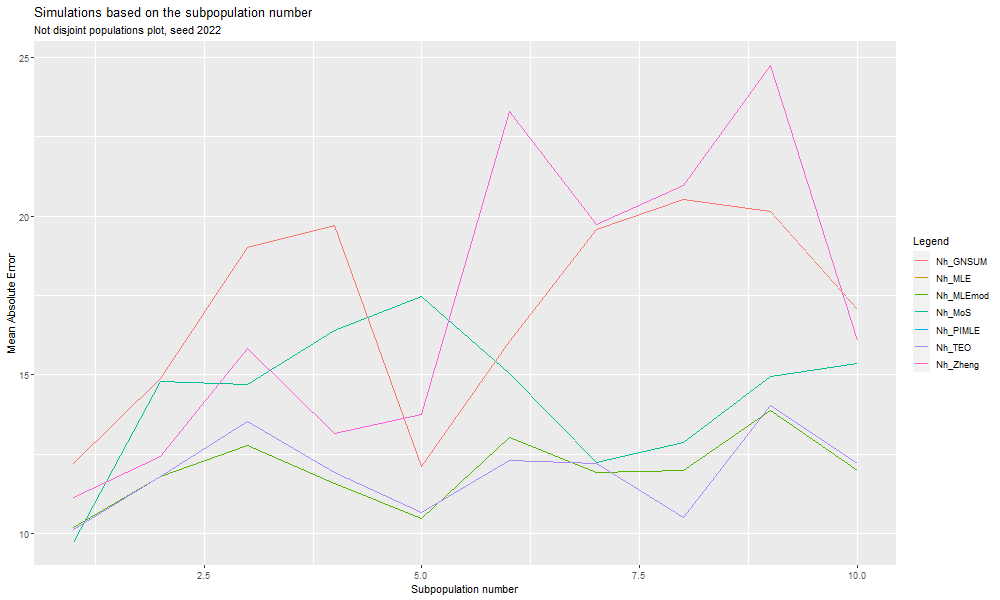 Simulations based on the subpopulation number
Not disjoint populations plot, seed 2022
25
20
15
10
Mean Absolute Error
2.5
5.0
7.5
10.0
Subpopulation number
Legend
Nh_GNSUM
Nh_MLE
Nh_MLEmod
Nh_MoS
Nh_PIMLE
Nh_TEO
Nh_Zheng